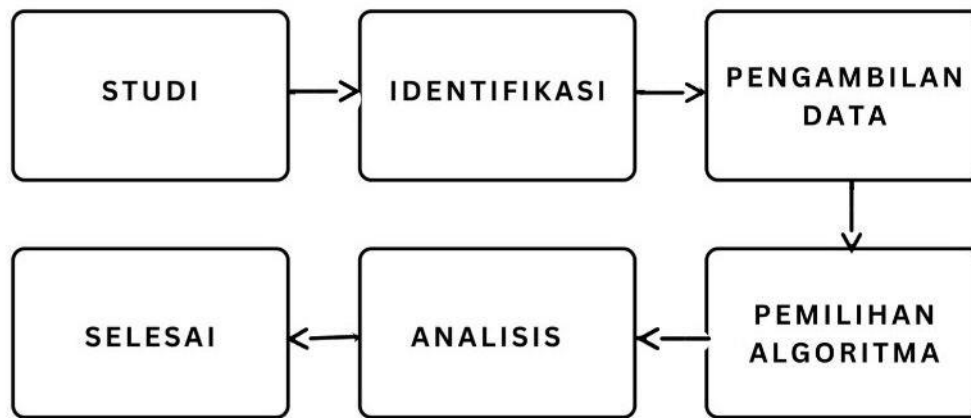 STUDI
IDENTIFIKASI
PENGAMBILAN
DATA
PEMILIHAN
ALGORITMA
ANALISIS
SELESAI